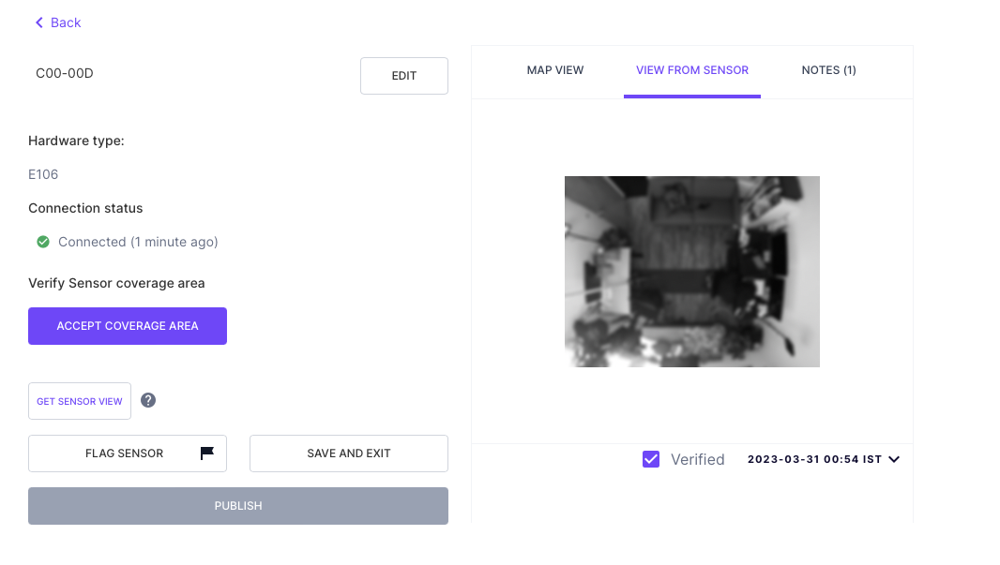 Back
C00-00D
EDIT
Hardware type:
E106
Connection status
Connected (1 minute ago)
Verify Sensor coverage area
ACCEPT COVERAGE AREA
GET SENSOR VIEW
?
FLAG SENSOR
SAVE AND EXIT
PUBLISH
MAP VIEW
VIEW FROM SENSOR
NOTES (1)
Verified
2023-03-31 00:54 IST